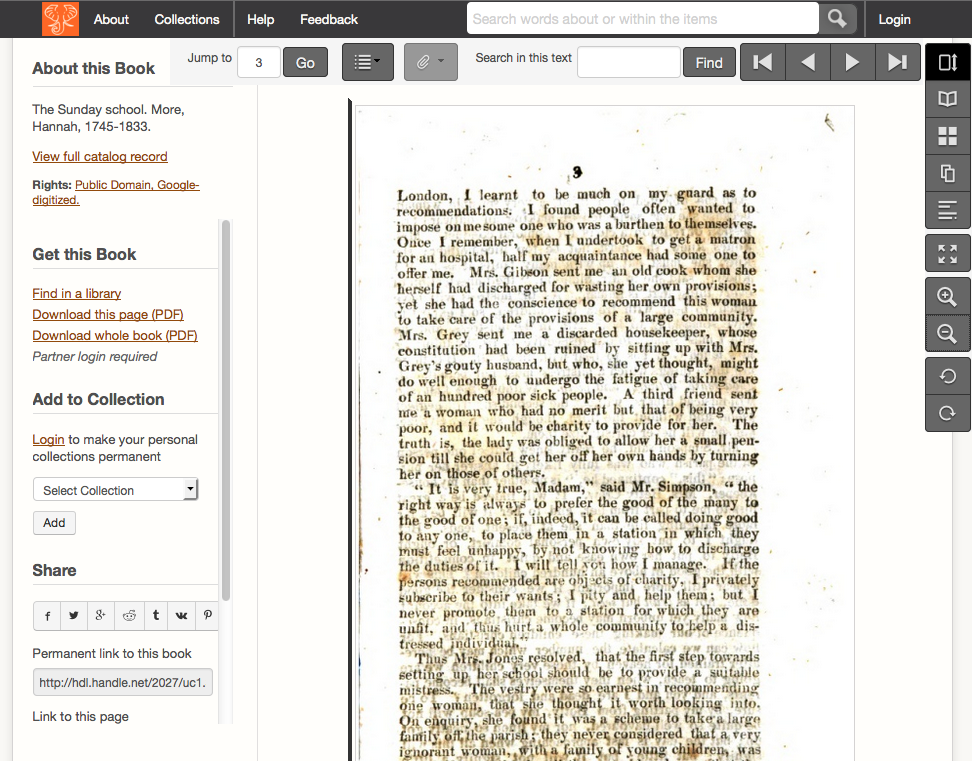 About
Collections
Help
Feedback
Search words about or within the items
Login
About this Book
Jump to
3
Go
Search in this text
Find
The Sunday school. More,
Hannah, 1745-1833.
View full catalog record
Rights: Public Domain, Google-
digitized.
Get this Book
Find in a library
Download this page (PDF)
Download whole book (PDF)
Partner login required
Add to Collection
Login to make your personal
collections permanent
Select Collection
Add
Share
Permanent link to this book
http://hdl.handle.net/2027/uc1.
Link to this page
3
London, I learnt to be much on my guard as to
recommendations. I found people often wanted to
impose on me some one who was a burthen to themselves.
Once I remember, when I undertook to get a matron
for an hospital, half my acquaintance had some one to
offer me. Mrs. Gibson sent me an old cook whom she
herself had discharged for wasting her own provisions;
yet she had the conscience to recommend this woman
to take care of the provisions of a large community.
Mrs. Grey sent me a discarded housekeeper, whose
constitution had been ruined by sitting up with Mrs.
Grey's gouty husband, but who, she yet thought, might
do well enough to undergo the fatigue of taking care
of an hundred poor sick people. A third friend sent
me a woman who had no merit but that of being very
poor, and it would be charity to provide for her. The
truth is, the lady was obliged to allow her a small pen-
sion till she could get her off her own hands by turning
her on those of others.
" It is very true, Madam," said Mr. Simpson, " the
right way is always to prefer the good of the many to
the good of one; if, indeed, it can be called doing good
to any one, to place them in a station in which they
must feel unhappy, by not knowing how to discharge
the duties of it. I will tell you how I manage. If the
persons recommended are objects of charity, I privately
subscribe to their wants; I pity and help them; but I
never promote them to a station for which they are
unfit, and thus hurt a whole community to help a dis-
tressed individual."
Thus Mrs. Jones resolved, that the first step towards
setting up her school should be to provide a suitable
mistress. The vestry were so earnest in recommending
one woman, that she thought it worth looking into.
On enquiry, she found it was a scheme to take a large
family off the parish; they never considered that a very
ignorant woman, with a family of young children, was